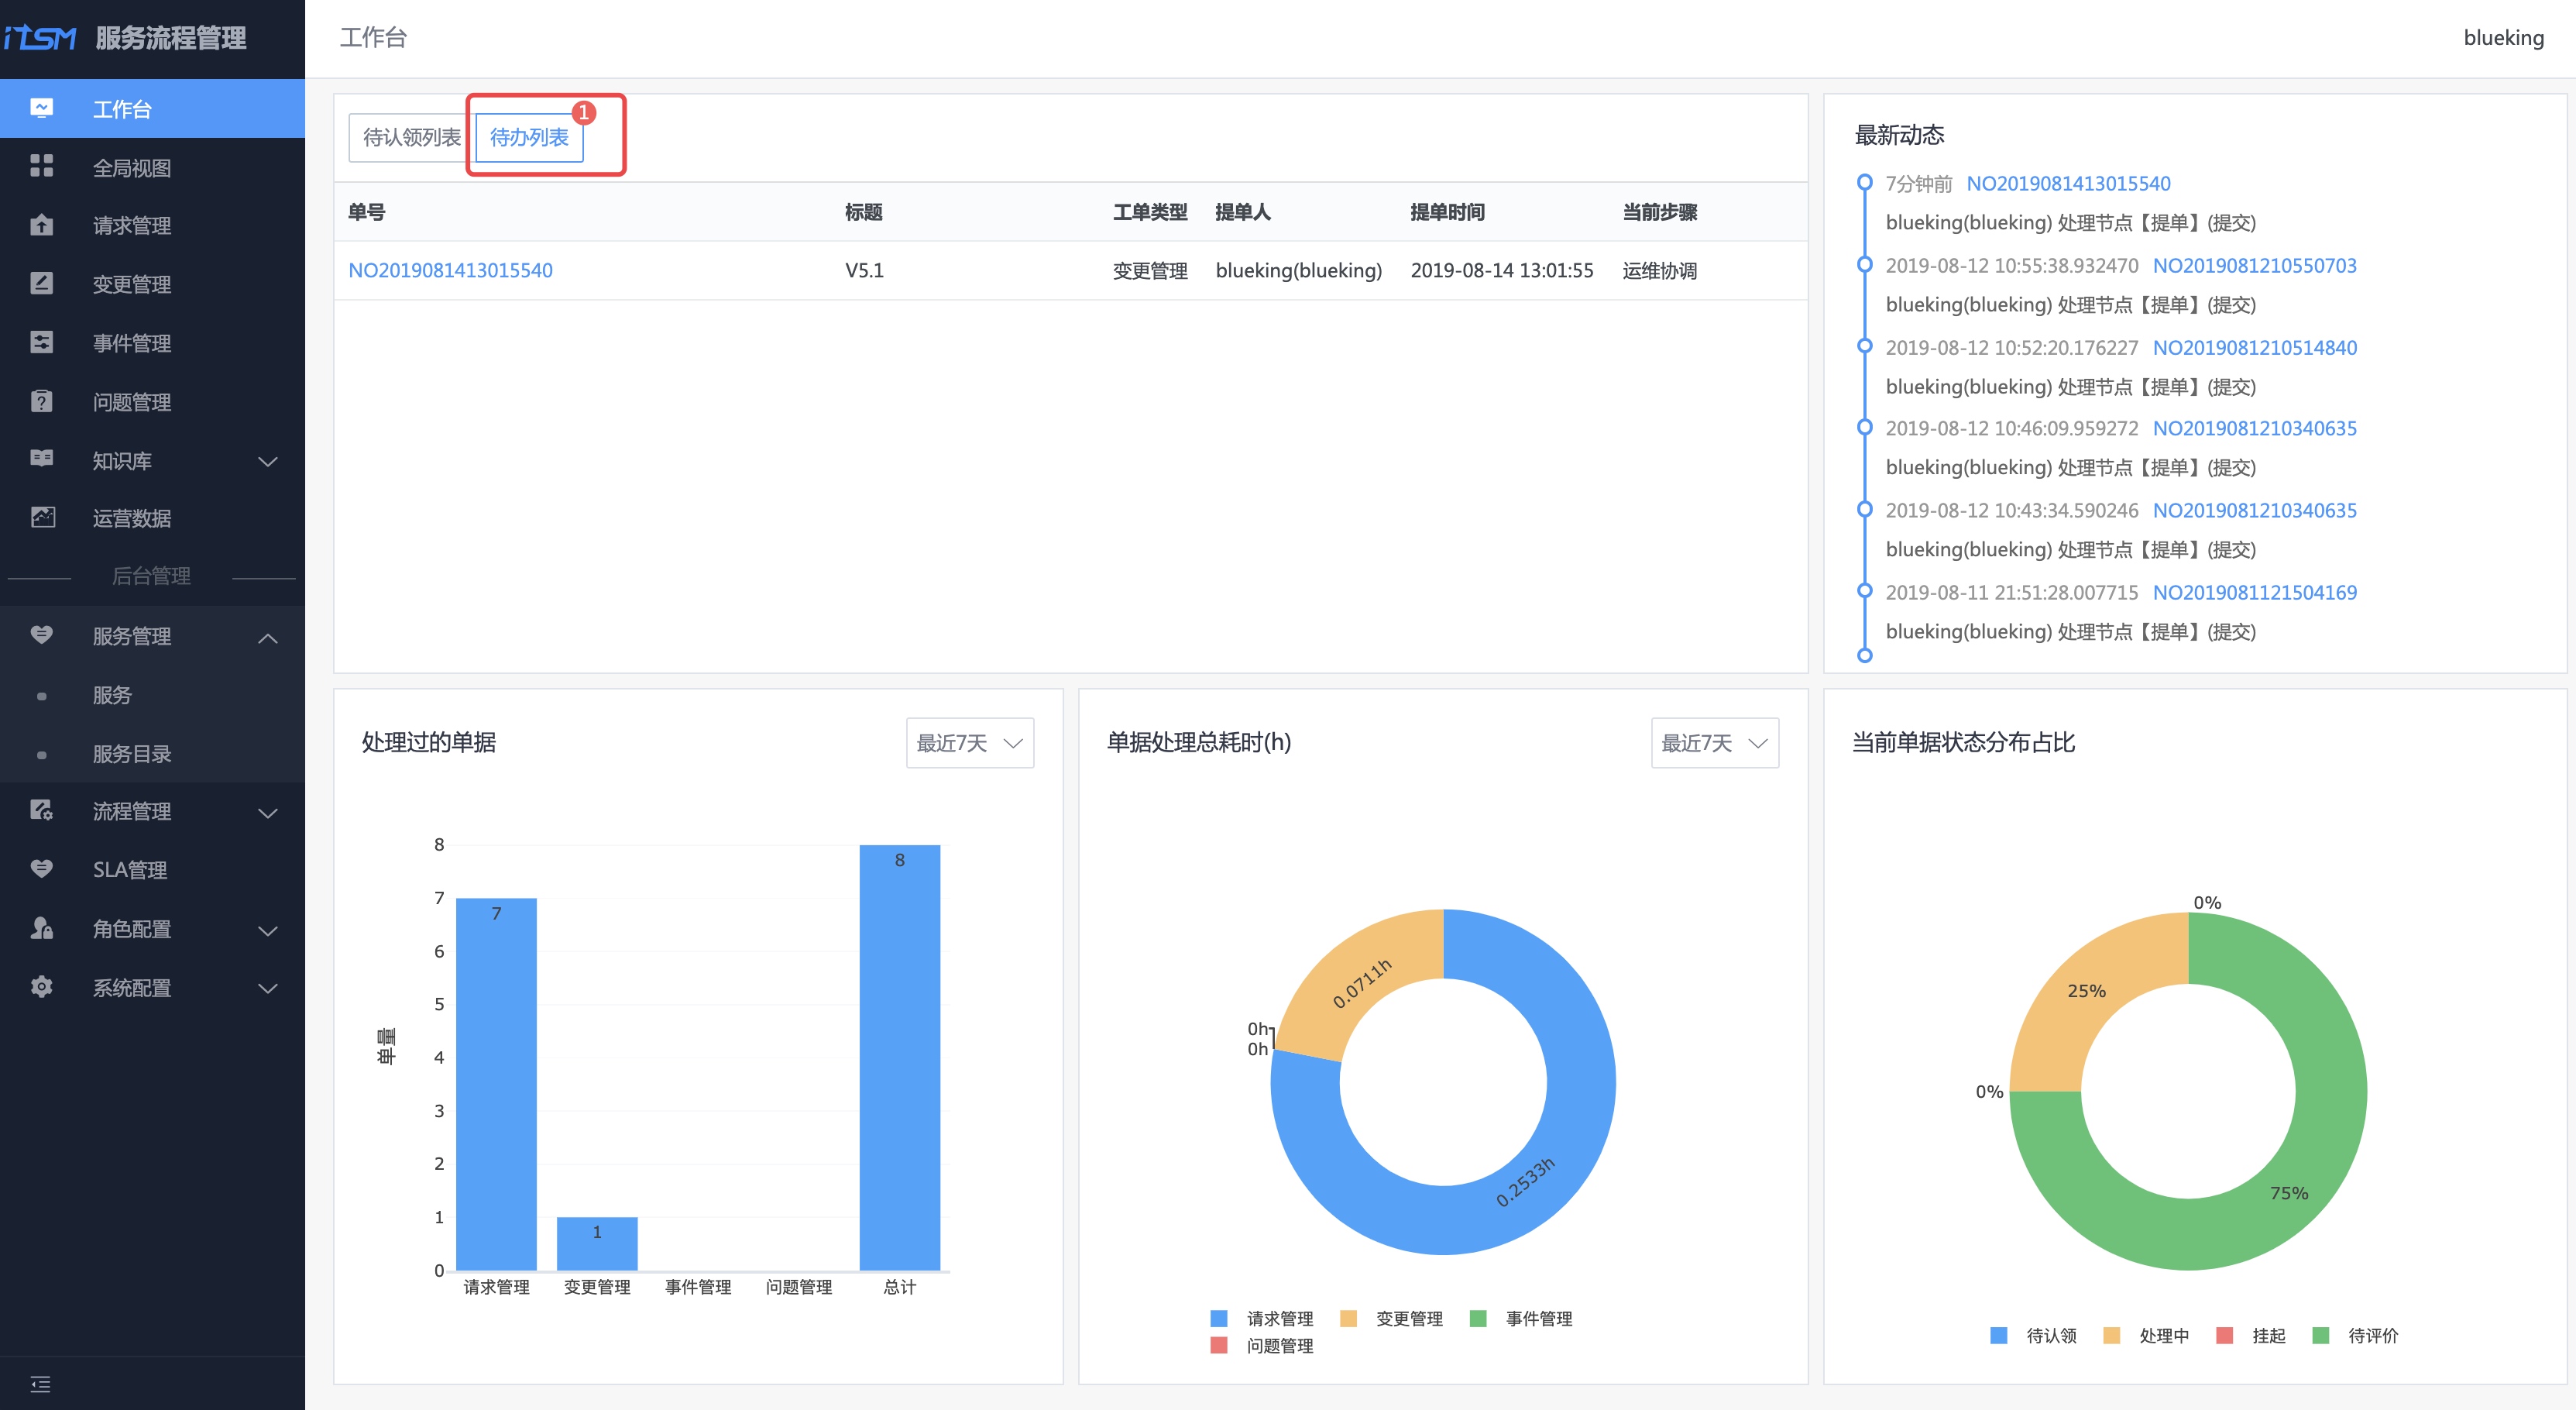 iTSM 服务流程管理
工作台
全局视图
请求管理
变更管理
事件管理
问题管理
知识库
运营数据
后台管理
服务管理
服务
服务目录
流程管理
SLA管理
角色配置
系统配置
工作台
blueking
待认领列表 待办列表 1
单号 标题 工单类型 提单人 提单时间 当前步骤
NO2019081413015540 V5.1 变更管理 blueking(blueking) 2019-08-14 13:01:55 运维协调
最新动态
7分钟前 NO2019081413015540
blueking(blueking) 处理节点【提单】(提交)
2019-08-12 10:55:38.932470 NO2019081210550703
blueking(blueking) 处理节点【提单】(提交)
2019-08-12 10:52:20.176227 NO2019081210514840
blueking(blueking) 处理节点【提单】(提交)
2019-08-12 10:46:09.959272 NO2019081210340635
blueking(blueking) 处理节点【提单】(提交)
2019-08-12 10:43:34.590246 NO2019081210340635
blueking(blueking) 处理节点【提单】(提交)
2019-08-11 21:51:28.007715 NO2019081121504169
blueking(blueking) 处理节点【提单】(提交)
处理过的单据 最近7天
单量
8
7
6
5
4
3
2
1
0
7
1
8
请求管理 变更管理 事件管理 问题管理 总计
单据处理总耗时(h) 最近7天
0.0711h
0h
0h
0.2533h
请求管理 变更管理 事件管理
问题管理
当前单据状态分布占比
0%
25%
0%
75%
待认领 处理中 挂起 待评价